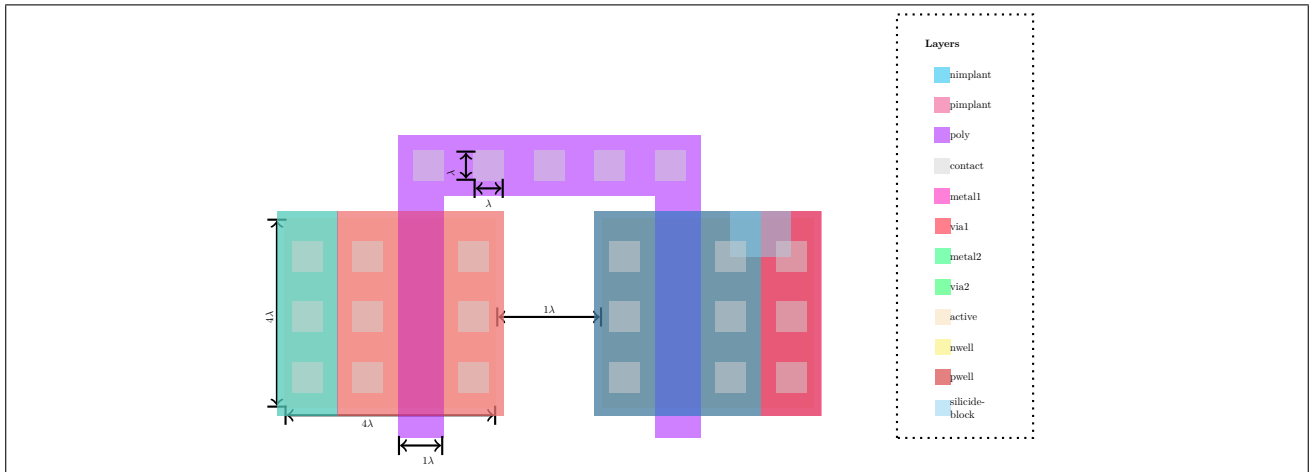 Layers
nimplant
pimplant
poly
contact
metal1
via1
metal2
via2
active
nwell
pwell
silicide-
block
λ
λ
1λ
4λ
4λ
1λ